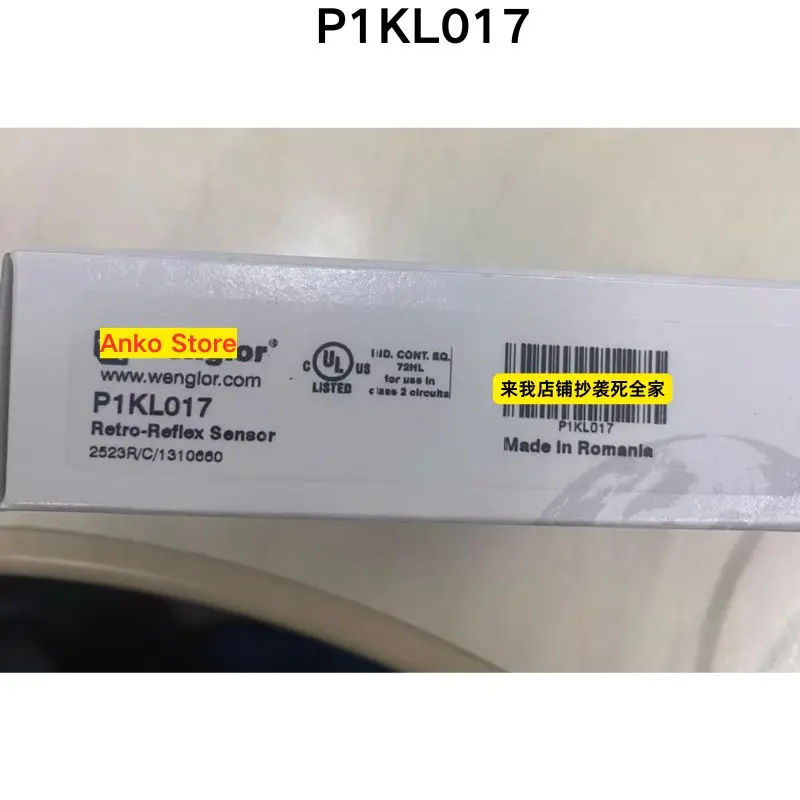 P1KL017
Anko Store
wenglor®
www.wenglor.com
P1KL017
Retro-Reflex Sensor
2523R/C/1310660
C UL US
LISTED
IND. CONT. EQ.
72HL
for use in
class 2 circuits
来我店铺抄袭死全家
P1KL017
Made in Romania